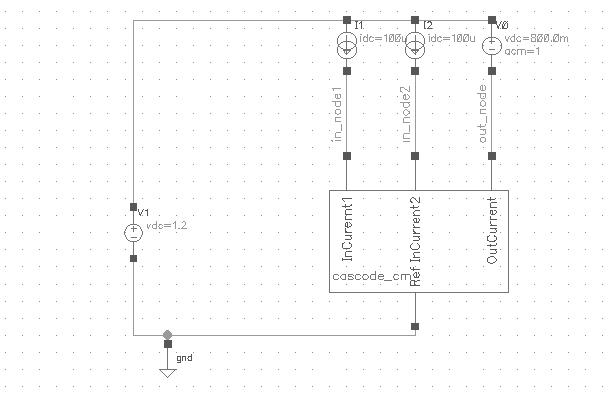 I1
I2
V0
idc=100u
idc=100u
vdc=800.0m
acm=1
in_node1
in_node2
out_node
V1
vdc=1.2
InCuremt1
Ref InCurrent2
OutCurrent
cascode_cm
gnd